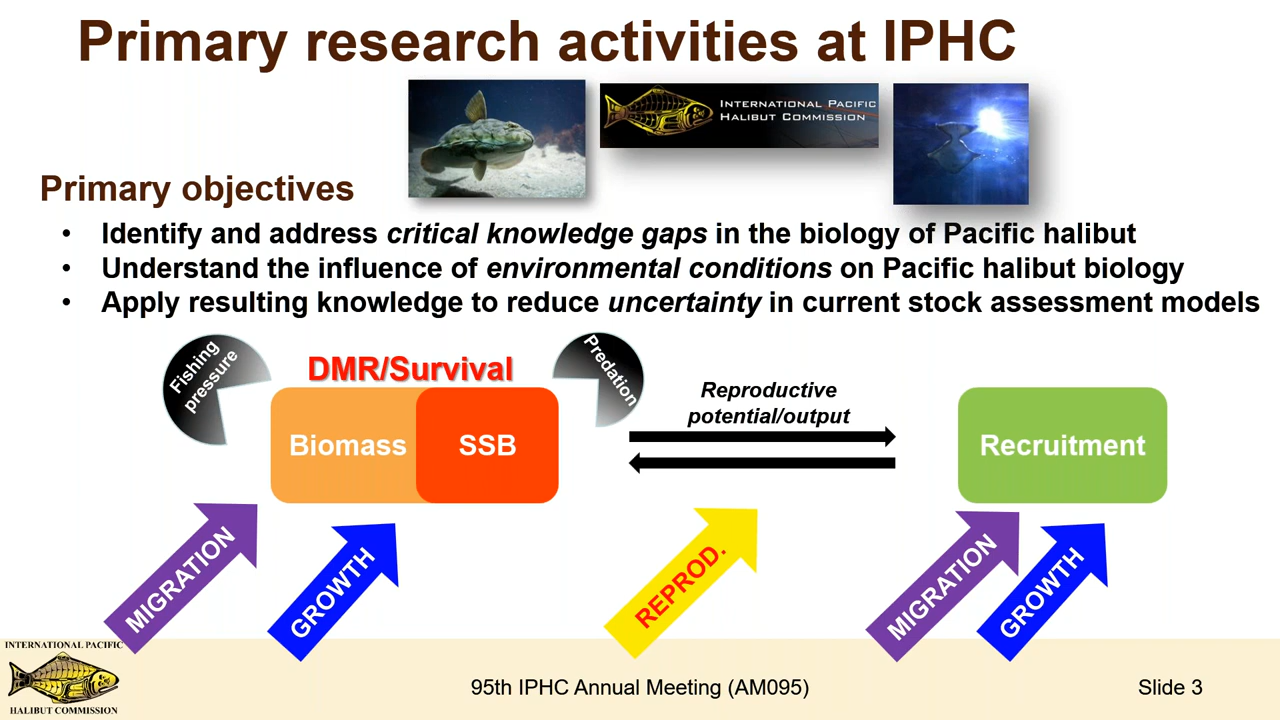 Primary research activities at IPHC
INTERNATIONAL PACIFIC
HALIBUT COMMISSION
Primary objectives
• Identify and address critical knowledge gaps in the biology of Pacific halibut
• Understand the influence of environmental conditions on Pacific halibut biology
• Apply resulting knowledge to reduce uncertainty in current stock assessment models
Fishing
pressure
DMR/Survival
Predation
Reproductive
potential/output
Biomass
SSB
Recruitment
MIGRATION
GROWTH
REPROD.
MIGRATION
GROWTH
INTERNATIONAL PACIFIC
HALIBUT COMMISSION
95th IPHC Annual Meeting (AM095)
Slide 3